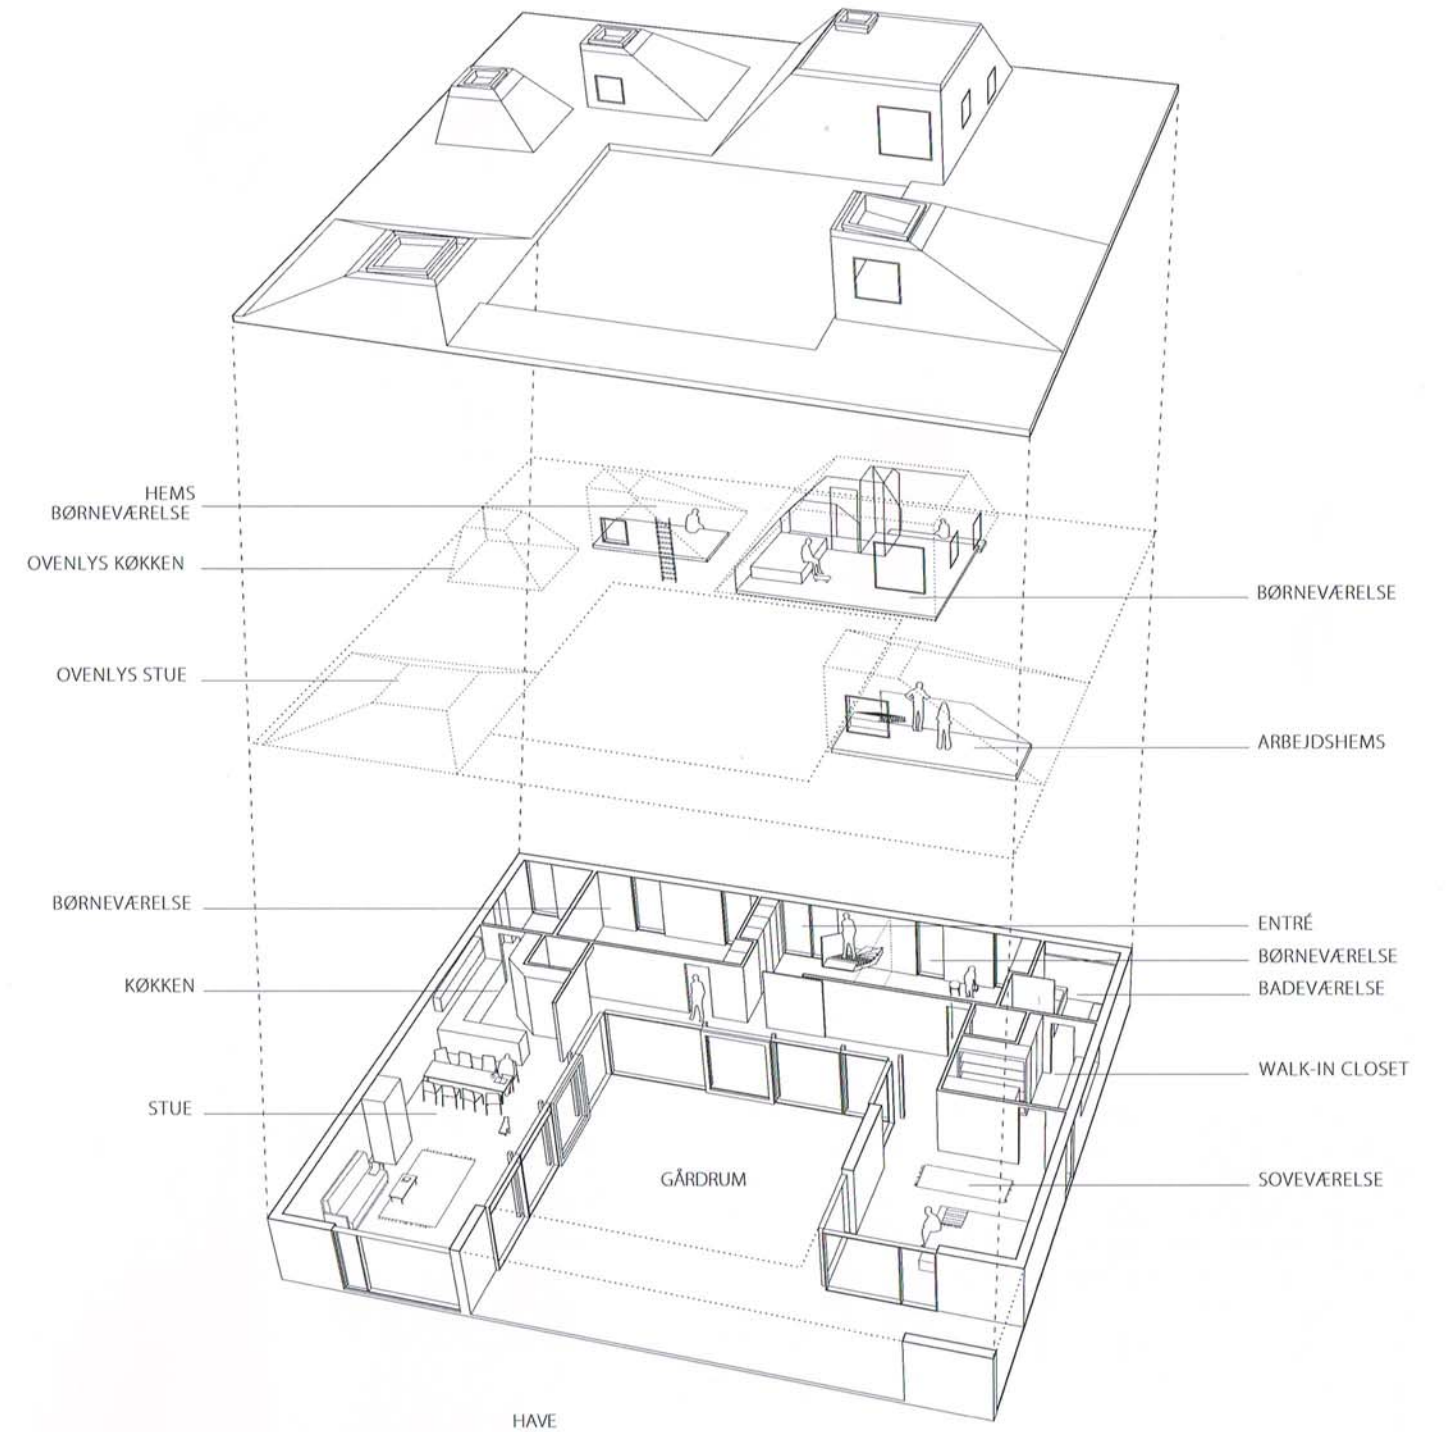 HEMS
BØRNEVÆRELSE
OVENLYS KØKKEN
BØRNEVÆRELSE
OVENLYS STUE
ARBEJDSHEMS
BØRNEVÆRELSE
ENTRÉ
BØRNEVÆRELSE
KØKKEN
BADEVÆRELSE
WALK-IN CLOSET
STUE
GÅRDRUM
SOVEVÆRELSE
HAVE